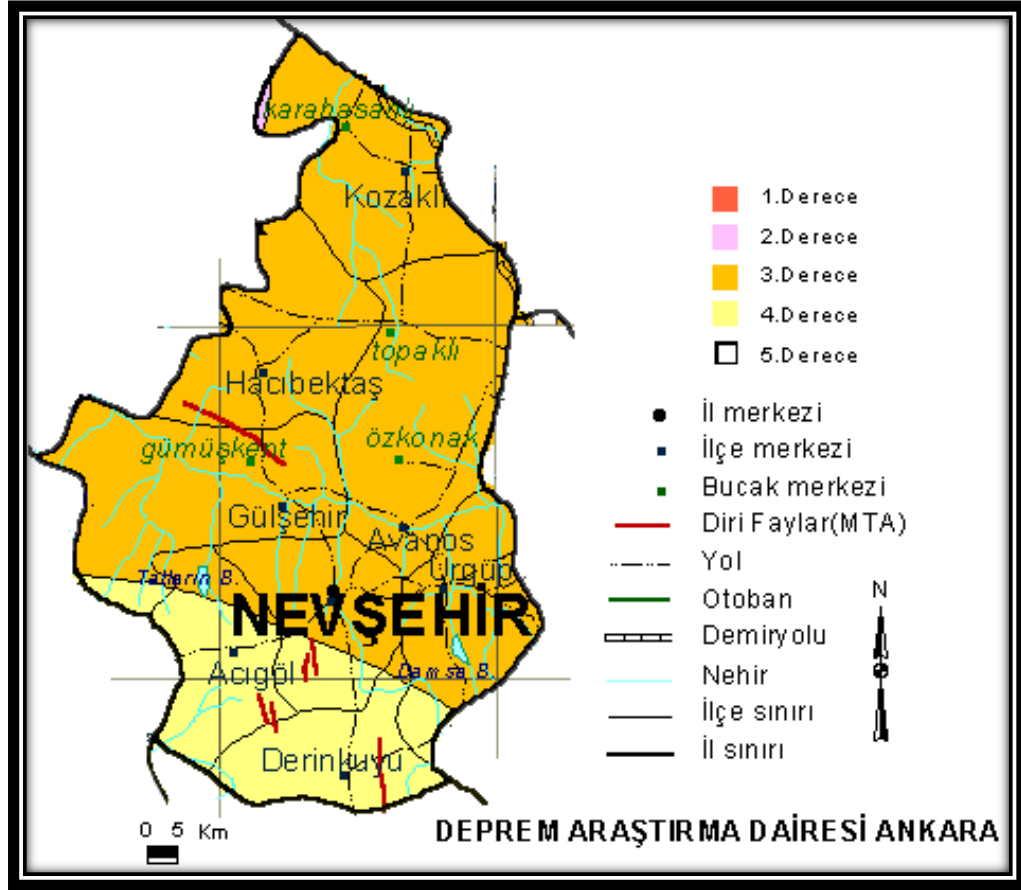 karahasanlı
Kozaklı
topaklı
Hacıbektaş
gümüşkent
özkonak
Gülşehir
Avanos
Ürgüp
Tatlarin B.
NEVŞEHİR
Acıgöl
Damsa B.
Derinkuyu
1.Derece
2.Derece
3.Derece
4.Derece
5.Derece
İl merkezi
İlçe merkezi
Bucak merkezi
Diri Faylar(MTA)
Yol
Otoban
Demiryolu
Nehir
İlçe sınırı
İl sınırı
N
0 5 Km
DEPREM ARAŞTIRMA DAİRESİ ANKARA